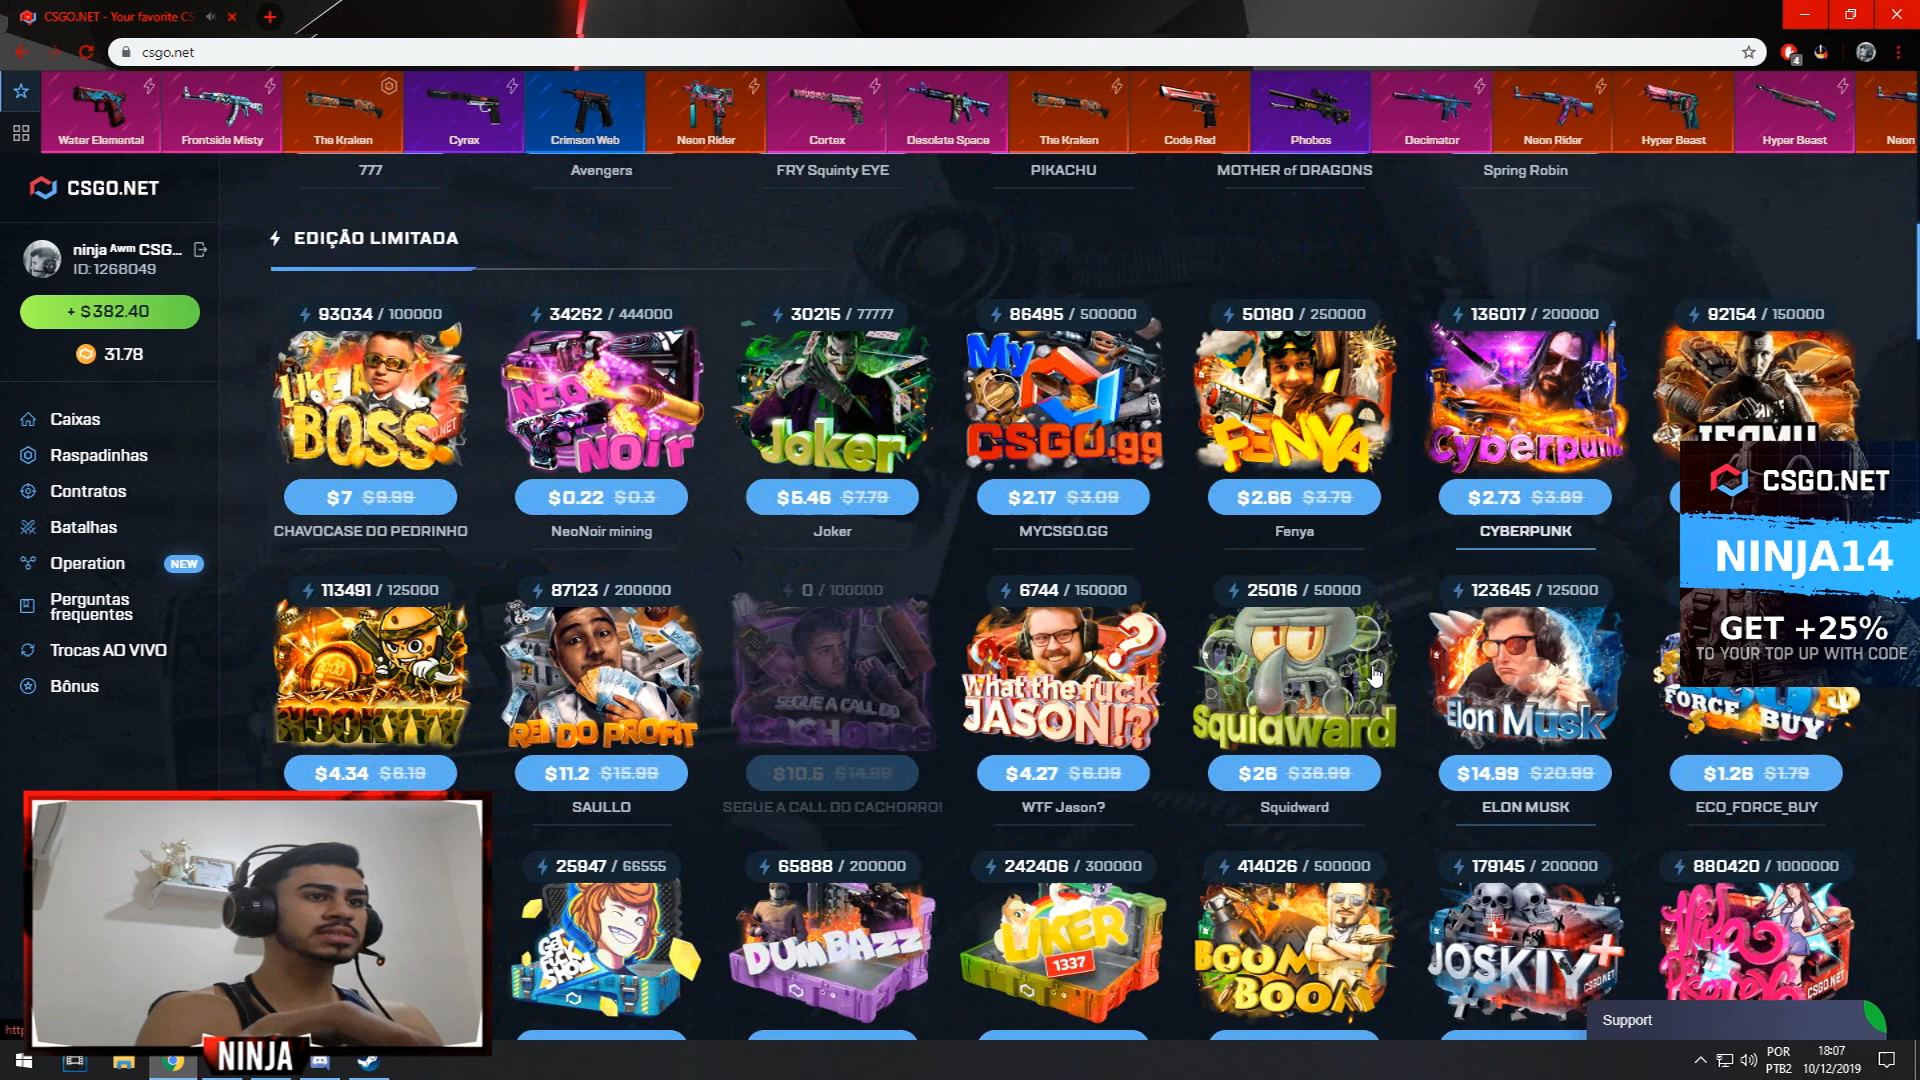 CSGO.NET - Your favorite CS
csgo.net
4
Water Elemental
Frontside Misty
The Kraken
Cyrex
Crimson Web
Neon Rider
Cortex
Desolate Space
The Kraken
Code Red
Phobos
Decimator
Neon Rider
Hyper Beast
Hyper Beast
Neon
777
Avengers
FRY Squinty EYE
PIKACHU
MOTHER of DRAGONS
Spring Robin
CSGO.NET
ninja ᴬʷᵐ CSG...
ID: 1268049
+ $382.40
31.78
Caixas
Raspadinhas
Contratos
Batalhas
Operation NEW
Perguntas
frequentes
Trocas AO VIVO
Bônus
EDIÇÃO LIMITADA
93034 / 100000
34262 / 444000
30215 / 77777
86495 / 500000
50180 / 250000
136017 / 200000
92154 / 150000
LIKE A
BOSS
NEO
NOIR
Joker
My
CSGO.gg
FENYA
Cyberpunk
$7 $9.99
$0.22 $0.3
$5.46 $7.79
$2.17 $3.09
$2.66 $3.79
$2.73 $3.89
CHAVOCASE DO PEDRINHO
NeoNoir mining
Joker
MYCSGO.GG
Fenya
CYBERPUNK
CSGO.NET
NINJA14
GET +25%
TO YOUR TOP UP WITH CODE
113491 / 125000
87123 / 200000
0 / 100000
6744 / 150000
25016 / 50000
123645 / 125000
REI DO PROFIT
SEGUE A CALL DO
CACHORRO
What the fuck
JASON!?
Squidward
Elon Musk
FORCE BUY
$4.34 $6.19
$11.2 $15.99
$10.5 $14.99
$4.27 $6.09
$26 $36.99
$14.99 $20.99
$1.26 $1.79
SAULLO
SEGUE A CALL DO CACHORRO!
WTF Jason?
Squidward
ELON MUSK
ECO_FORCE_BUY
25947 / 66555
65888 / 200000
242406 / 300000
414026 / 500000
179145 / 200000
880420 / 1000000
DUMBAZZ
LIKER
1337
BOOM
BOOM
JOSKIY
CSGO.NET
CSGO.NET
Support
NINJA
POR
PTB2
18:07
10/12/2019